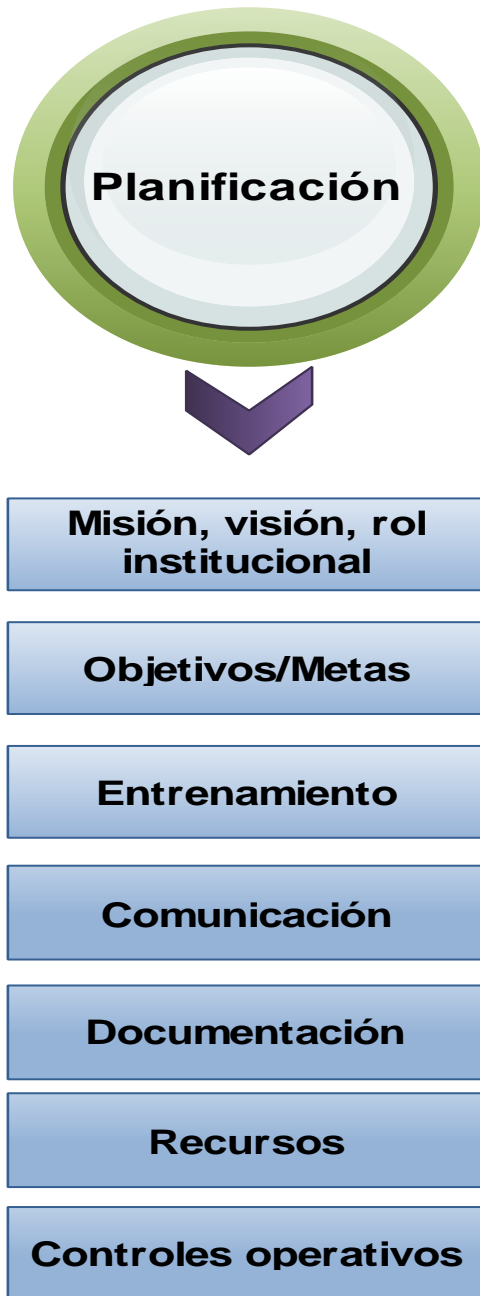 Planificación
Misión, visión, rol
institucional
Objetivos/Metas
Entrenamiento
Comunicación
Documentación
Recursos
Controles operativos